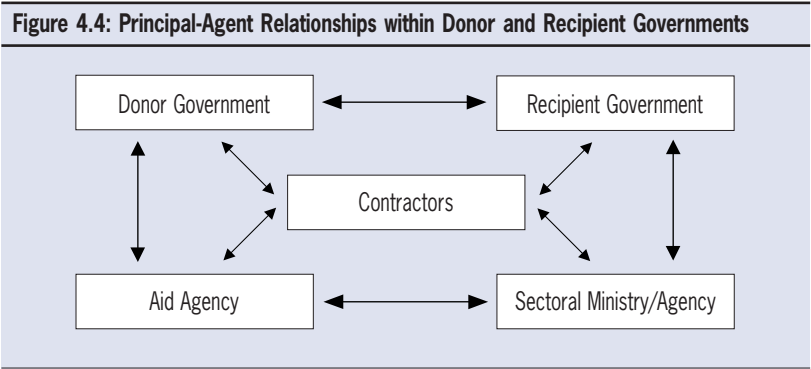 Figure 4.4: Principal-Agent Relationships within Donor and Recipient Governments
Donor Government
Recipient Government
Contractors
Aid Agency
Sectoral Ministry/Agency